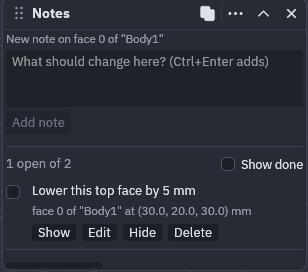 Notes
New note on face 0 of "Body1"
What should change here? (Ctrl+Enter adds)
Add note
1 open of 2
Show done
Lower this top face by 5 mm
face 0 of "Body1" at (30.0, 20.0, 30.0) mm
Show Edit Hide Delete